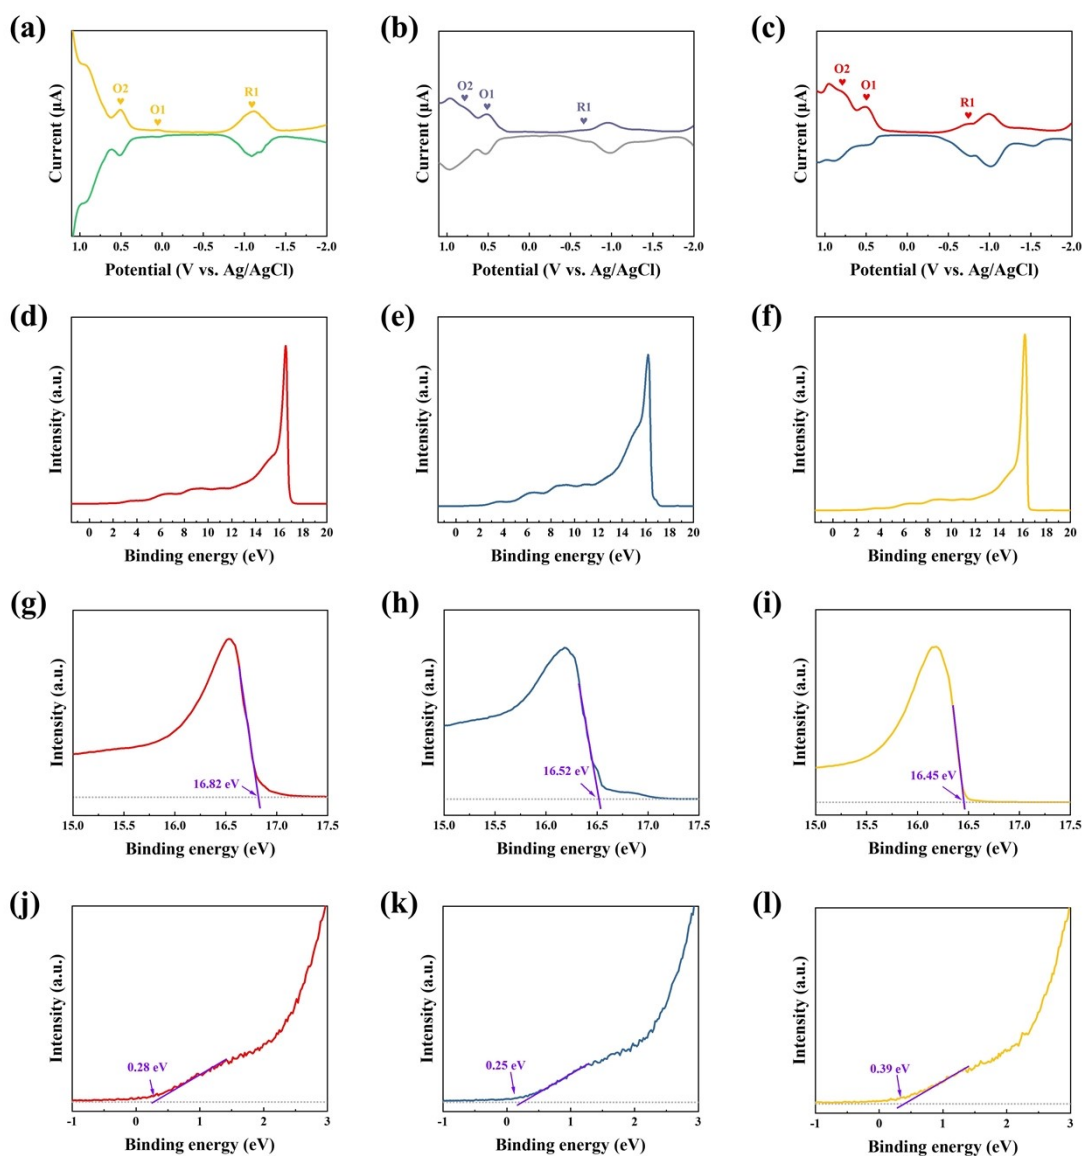 (a)
O2
O1
R1
Current (μA)
1.0 0.5 0.0 -0.5 -1.0 -1.5 -2.0
Potential (V vs. Ag/AgCl)
(b)
O2
O1
R1
Current (μA)
1.0 0.5 0.0 -0.5 -1.0 -1.5 -2.0
Potential (V vs. Ag/AgCl)
(c)
O2
O1
R1
Current (μA)
1.0 0.5 0.0 -0.5 -1.0 -1.5 -2.0
Potential (V vs. Ag/AgCl)
(d)
Intensity (a.u.)
0 2 4 6 8 10 12 14 16 18 20
Binding energy (eV)
(e)
Intensity (a.u.)
0 2 4 6 8 10 12 14 16 18 20
Binding energy (eV)
(f)
Intensity (a.u.)
0 2 4 6 8 10 12 14 16 18 20
Binding energy (eV)
(g)
Intensity (a.u.)
16.82 eV
15.0 15.5 16.0 16.5 17.0 17.5
Binding energy (eV)
(h)
Intensity (a.u.)
16.52 eV
15.0 15.5 16.0 16.5 17.0 17.5
Binding energy (eV)
(i)
Intensity (a.u.)
16.45 eV
15.0 15.5 16.0 16.5 17.0 17.5
Binding energy (eV)
(j)
Intensity (a.u.)
0.28 eV
-1 0 1 2 3
Binding energy (eV)
(k)
Intensity (a.u.)
0.25 eV
-1 0 1 2 3
Binding energy (eV)
(l)
Intensity (a.u.)
0.39 eV
-1 0 1 2 3
Binding energy (eV)